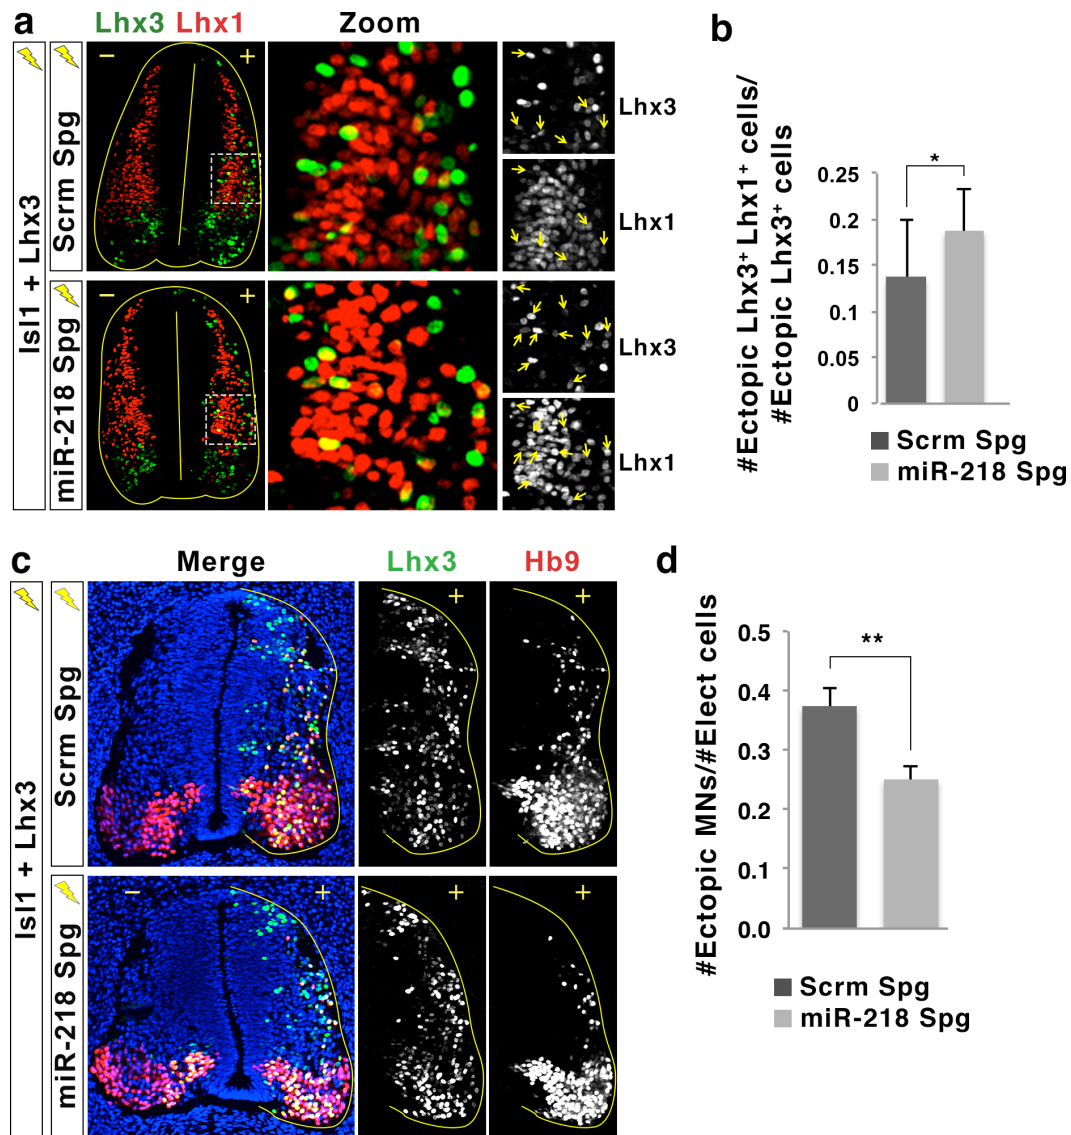 a
Lhx3 Lhx1
Zoom
Isl1 + Lhx3
Scrm Spg
− +
Lhx3
Lhx1
miR-218 Spg
− +
Lhx3
Lhx1
b
#Ectopic Lhx3+ Lhx1+ cells/
#Ectopic Lhx3+ cells
*
0.25
0.2
0.15
0.1
0.05
0
Scrm Spg
miR-218 Spg
c
Merge
Lhx3
Hb9
Isl1 + Lhx3
Scrm Spg
+ +
miR-218 Spg
− + + +
d
#Ectopic MNs/#Elect cells
**
0.5
0.4
0.3
0.2
0.1
0.0
Scrm Spg
miR-218 Spg